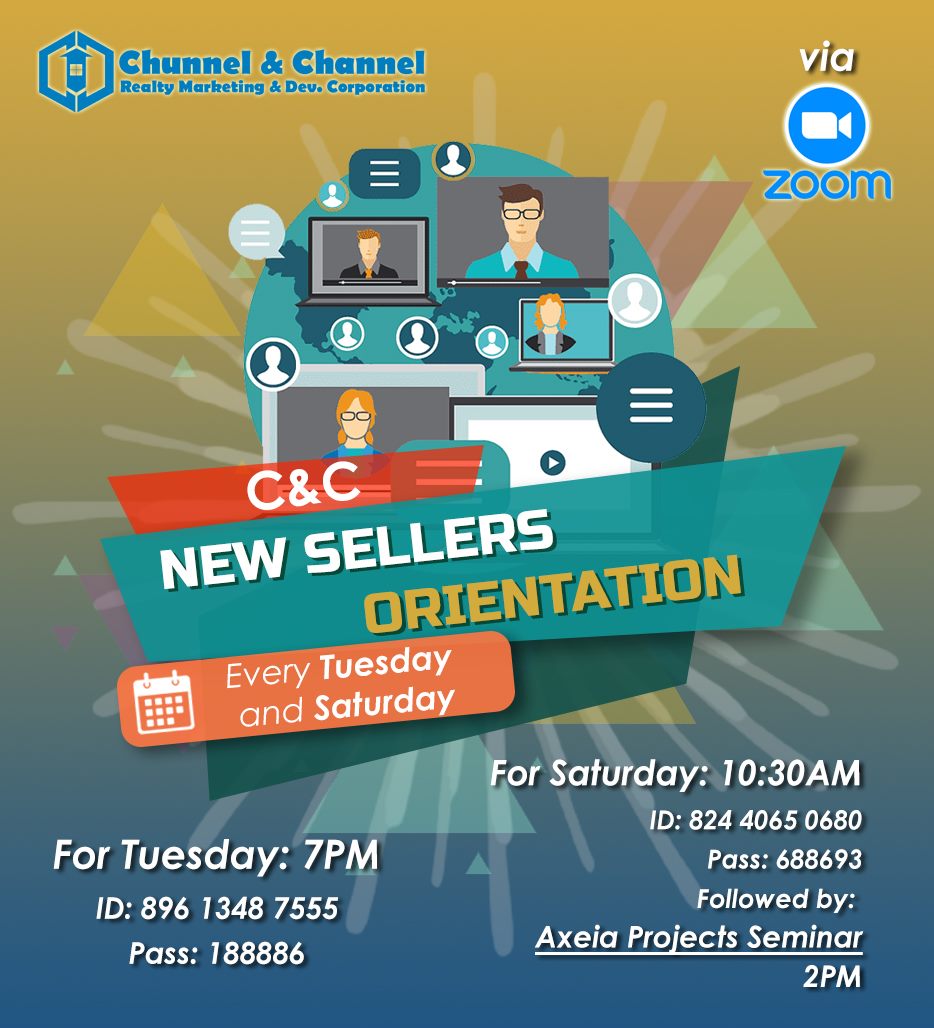 Chunnel & Channel
Realty Marketing & Dev. Corporation
via
zoom
C&C
NEW SELLERS
ORIENTATION
Every Tuesday
and Saturday
For Tuesday: 7PM
ID: 896 1348 7555
Pass: 188886
For Saturday: 10:30AM
ID: 824 4065 0680
Pass: 688693
Followed by:
Axeia Projects Seminar
2PM